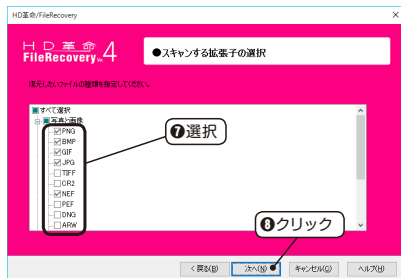 HD革命/FileRecovery
HD革命
FileRecovery Ver.4
●スキャンする拡張子の選択
復元したいファイルの種類を指定してください。
すべて選択
写真と画像
PNG
BMP
GIF
JPG
TIFF
CR2
NEF
PEF
DNG
ARW
❼選択
❽クリック
< 戻る(B)
次へ(N)
キャンセル(C)
ヘルプ(H)